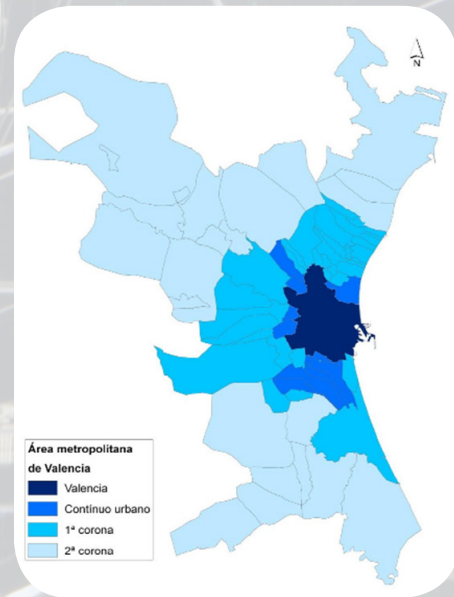 N
Área metropolitana
de Valencia
Valencia
Continuo urbano
1ª corona
2ª corona